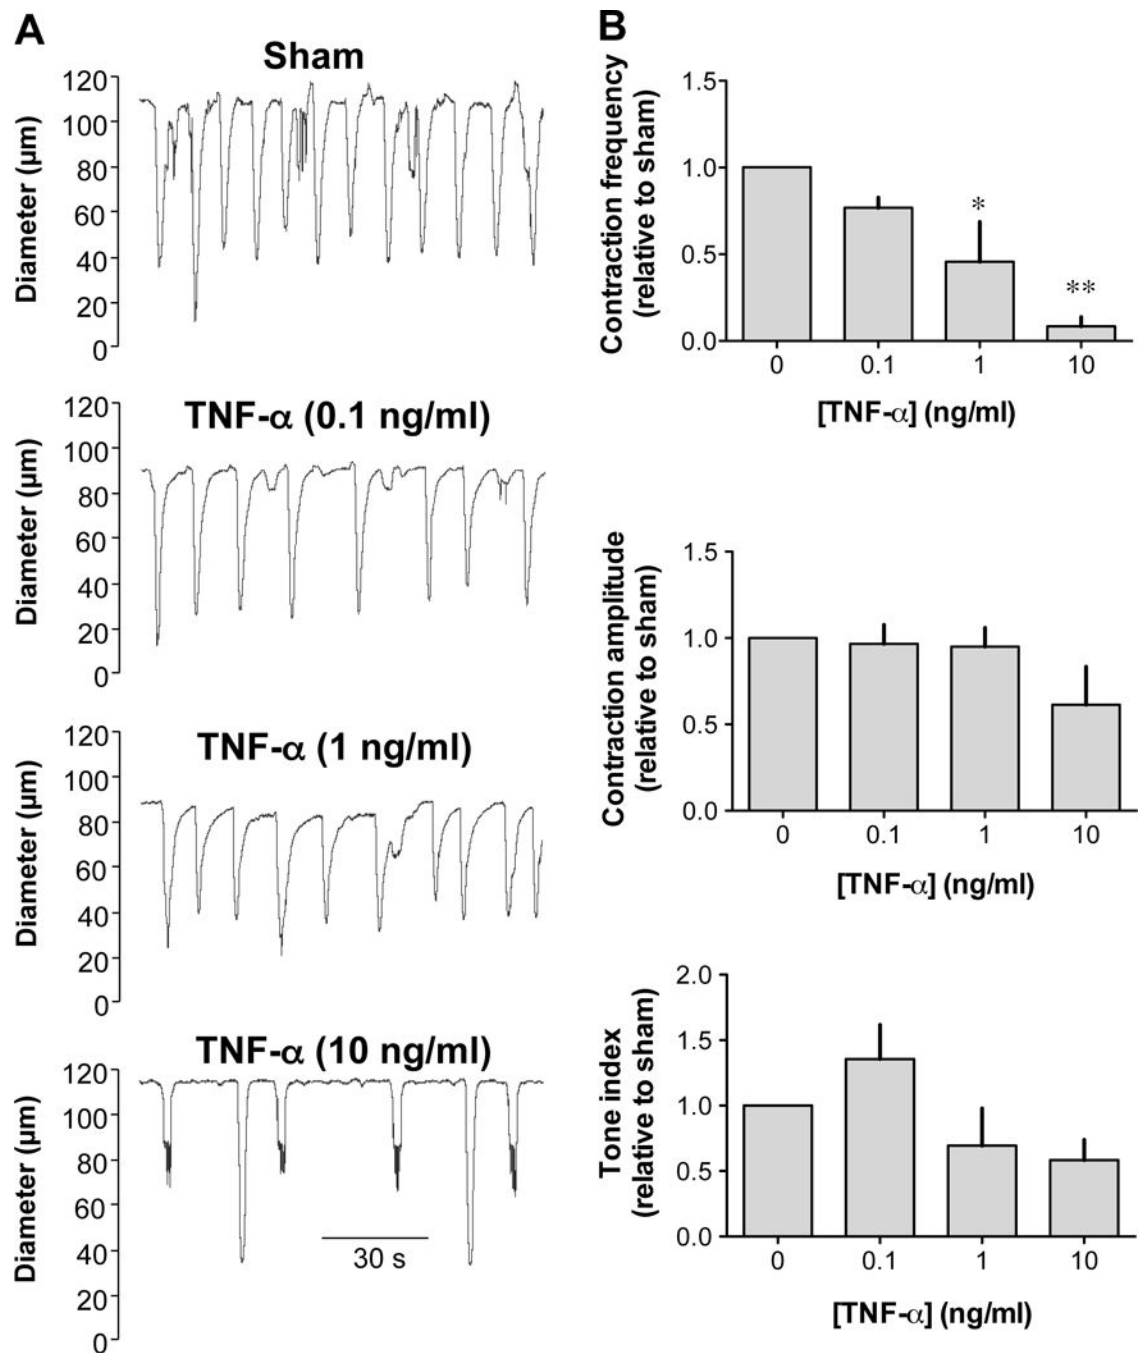 A
Sham
Diameter (µm)
120
100
80
60
40
20
0
TNF-α (0.1 ng/ml)
Diameter (µm)
120
100
80
60
40
20
0
TNF-α (1 ng/ml)
Diameter (µm)
120
100
80
60
40
20
0
TNF-α (10 ng/ml)
Diameter (µm)
120
100
80
60
40
20
0
30 s
B
Contraction frequency
(relative to sham)
1.5
1.0
0.5
0.0
*
**
0 0.1 1 10
[TNF-α] (ng/ml)
Contraction amplitude
(relative to sham)
1.5
1.0
0.5
0.0
0 0.1 1 10
[TNF-α] (ng/ml)
Tone index
(relative to sham)
2.0
1.5
1.0
0.5
0.0
0 0.1 1 10
[TNF-α] (ng/ml)